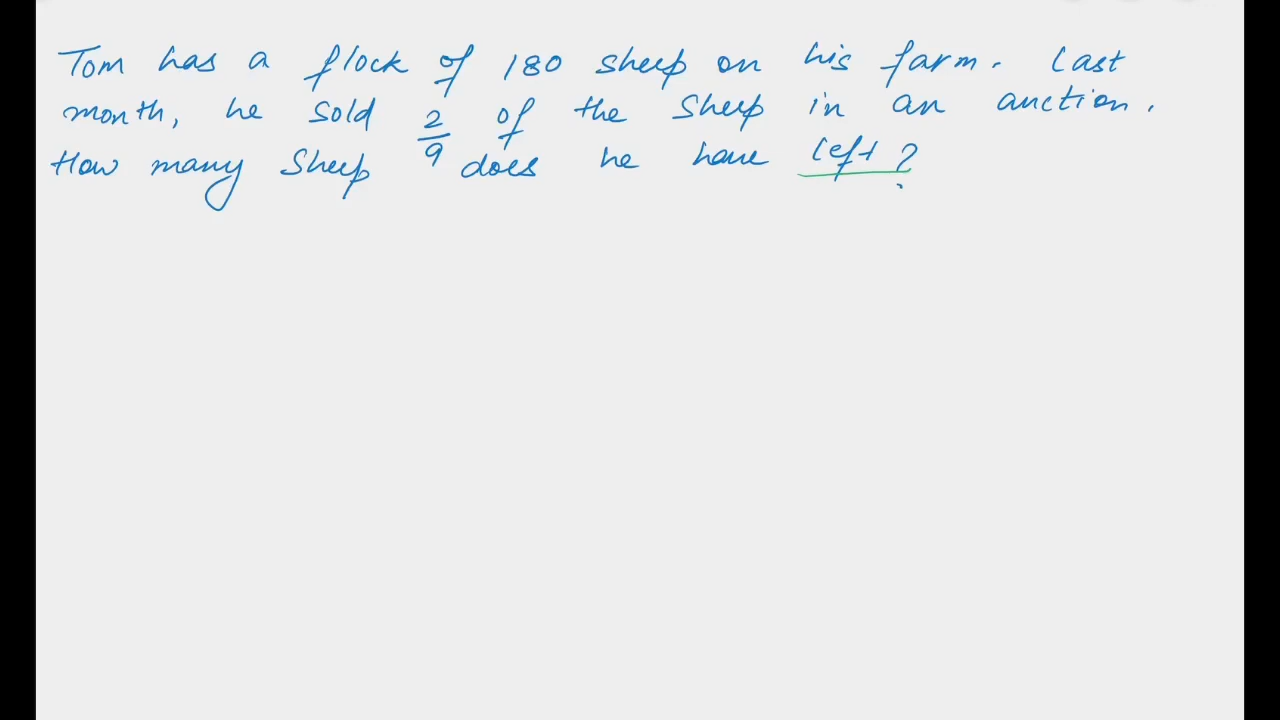 Tom has a flock of 180 sheep on his farm. Last
month, he sold 2/9 of the sheep in an auction.
How many sheep does he have left?